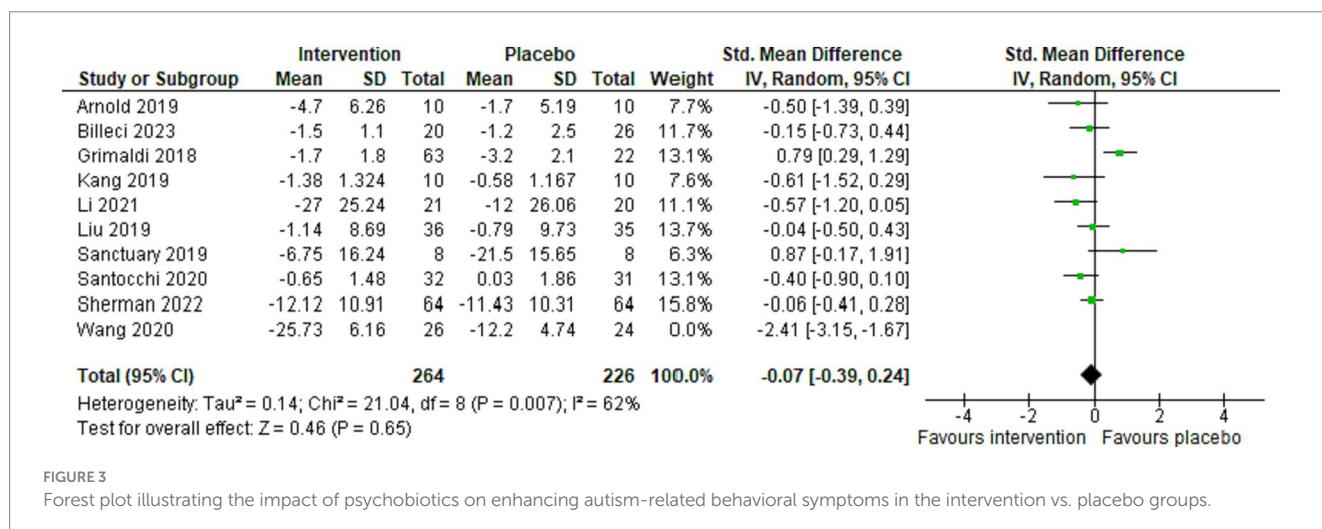 Intervention Placebo Std. Mean Difference Std. Mean Difference
Study or Subgroup Mean SD Total Mean SD Total Weight IV, Random, 95% CI IV, Random, 95% CI
Arnold 2019 -4.7 6.26 10 -1.7 5.19 10 7.7% -0.50 [-1.39, 0.39]
Billeci 2023 -1.5 1.1 20 -1.2 2.5 26 11.7% -0.15 [-0.73, 0.44]
Grimaldi 2018 -1.7 1.8 63 -3.2 2.1 22 13.1% 0.79 [0.29, 1.29]
Kang 2019 -1.38 1.324 10 -0.58 1.167 10 7.6% -0.61 [-1.52, 0.29]
Li 2021 -27 25.24 21 -12 26.06 20 11.1% -0.57 [-1.20, 0.05]
Liu 2019 -1.14 8.69 36 -0.79 9.73 35 13.7% -0.04 [-0.50, 0.43]
Sanctuary 2019 -6.75 16.24 8 -21.5 15.65 8 6.3% 0.87 [-0.17, 1.91]
Santocchi 2020 -0.65 1.48 32 0.03 1.86 31 13.1% -0.40 [-0.90, 0.10]
Sherman 2022 -12.12 10.91 64 -11.43 10.31 64 15.8% -0.06 [-0.41, 0.28]
Wang 2020 -25.73 6.16 26 -12.2 4.74 24 0.0% -2.41 [-3.15, -1.67]
Total (95% CI) 264 226 100.0% -0.07 [-0.39, 0.24]
Heterogeneity: Tau² = 0.14; Chi² = 21.04, df = 8 (P = 0.007); I² = 62%
Test for overall effect: Z = 0.46 (P = 0.65)
-4 -2 0 2 4
Favours intervention Favours placebo
FIGURE 3
Forest plot illustrating the impact of psychobiotics on enhancing autism-related behavioral symptoms in the intervention vs. placebo groups.